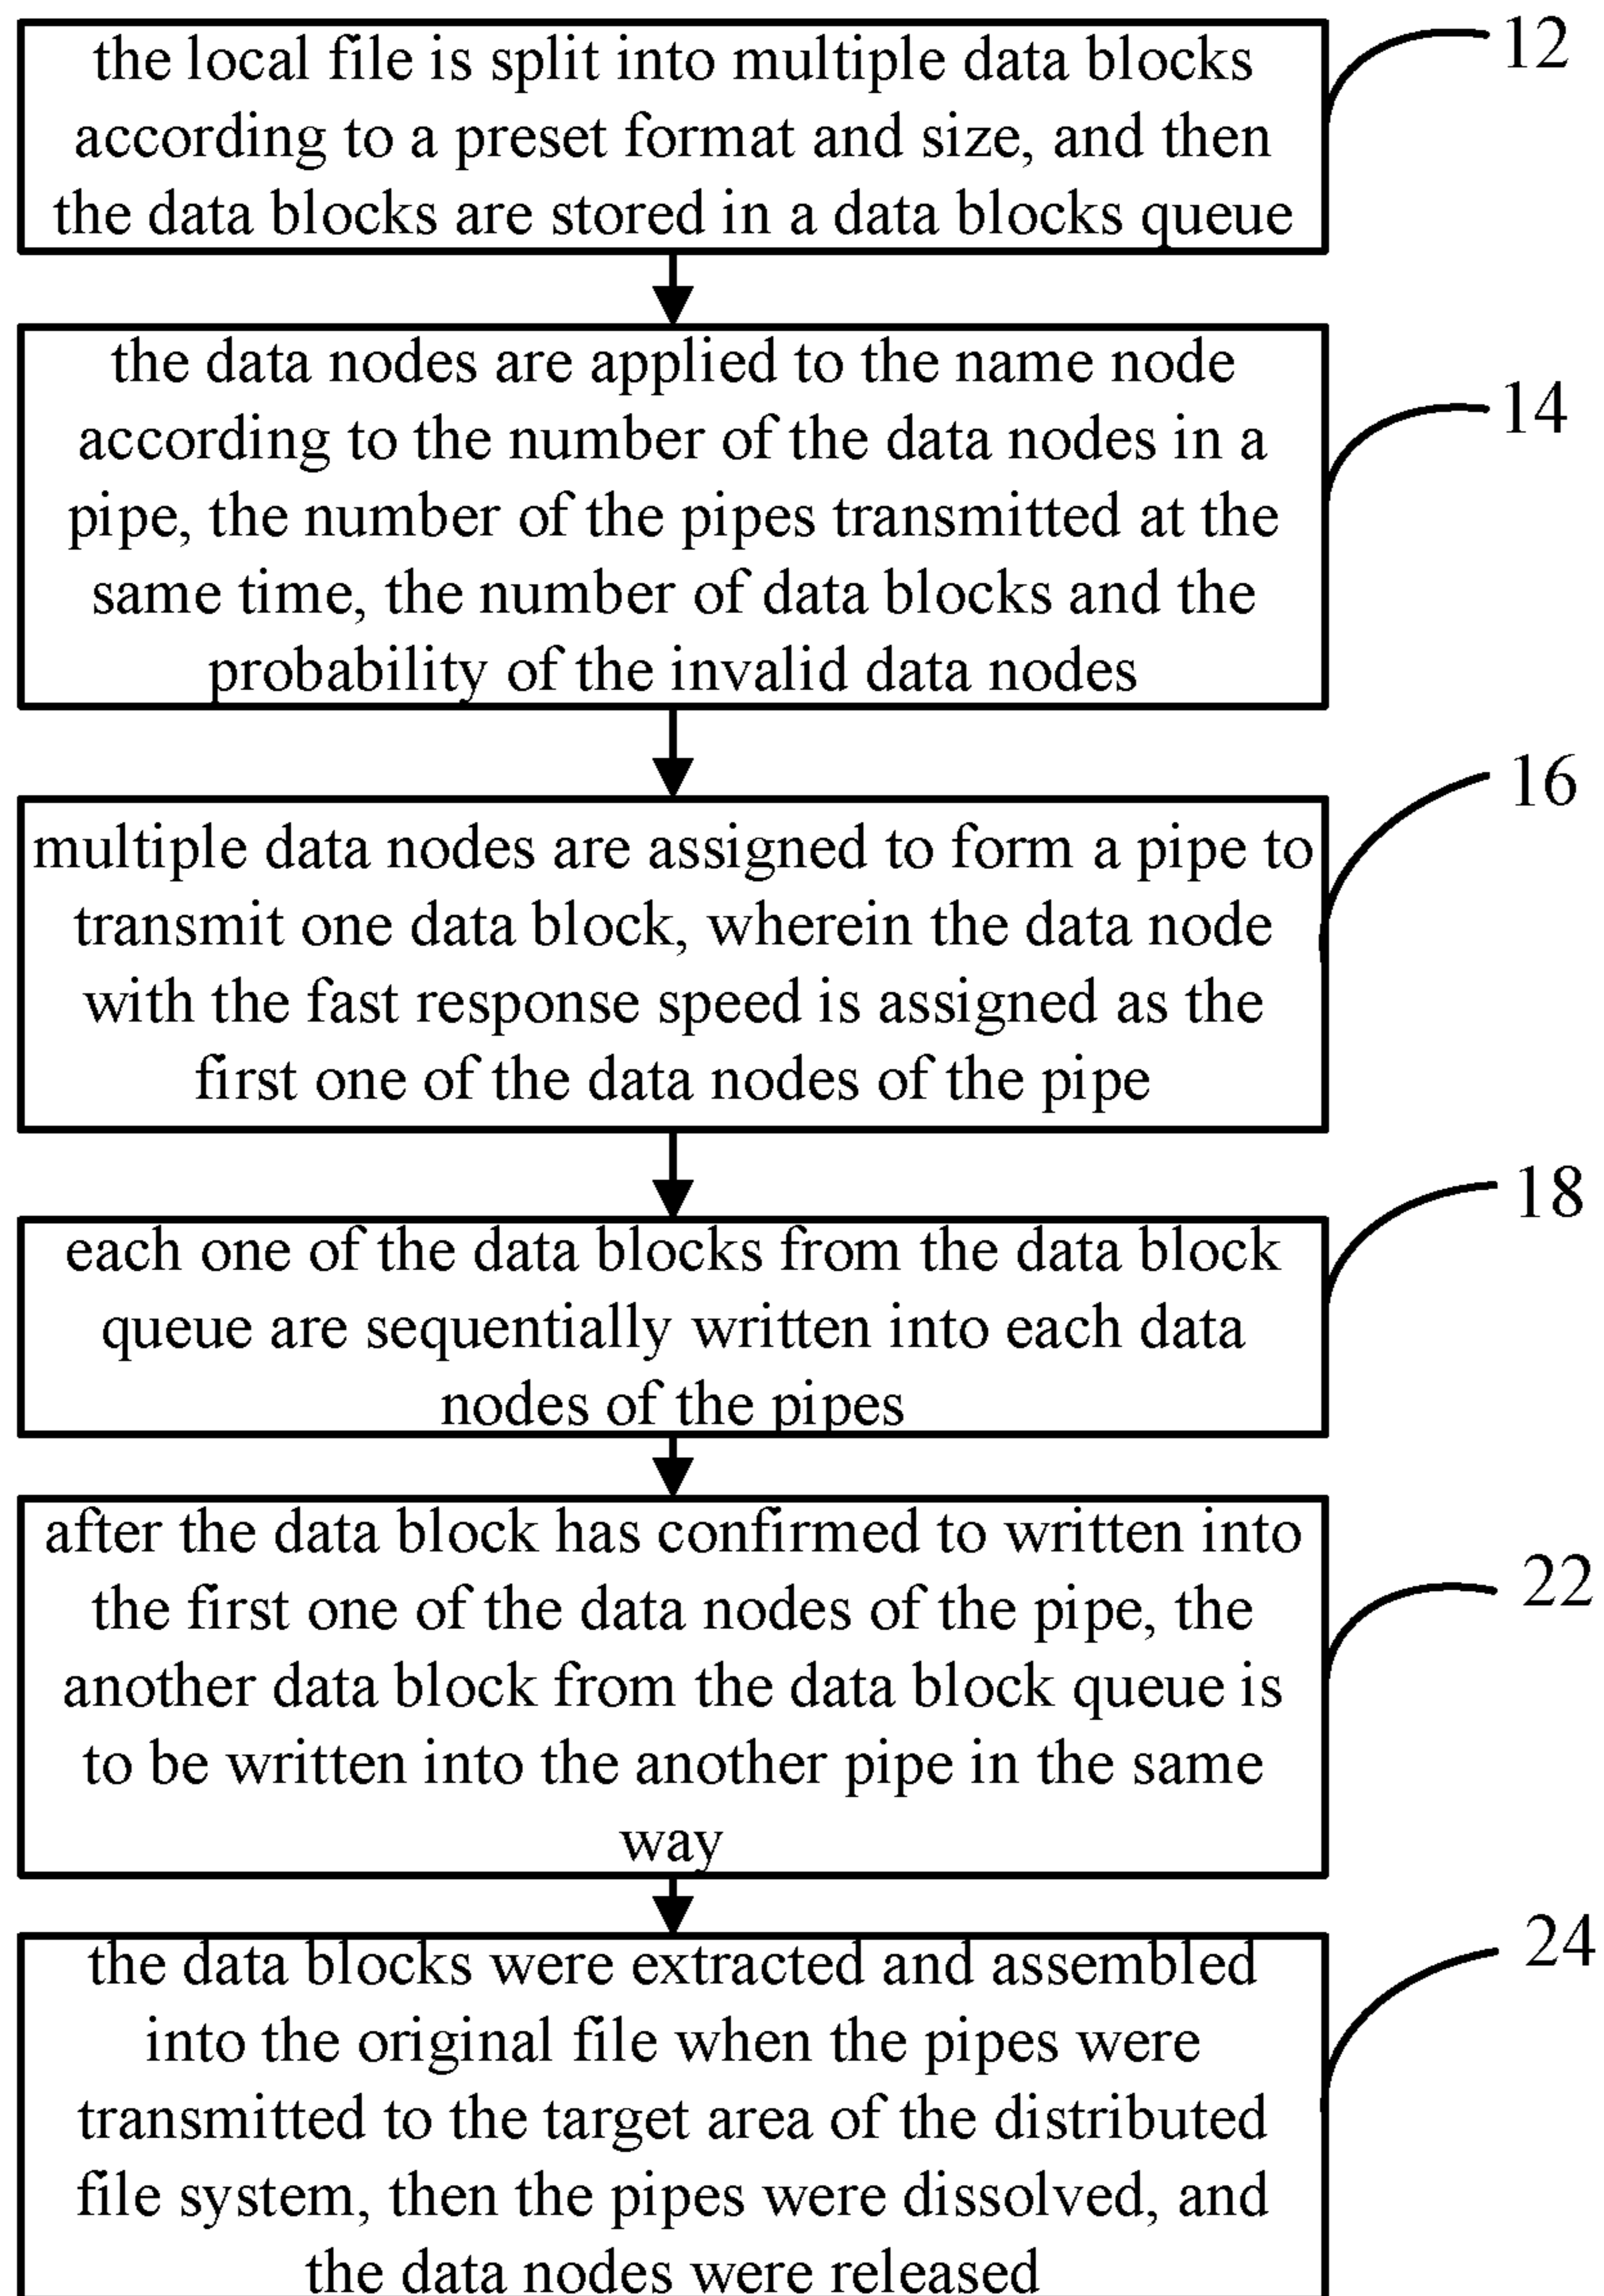 the local file is split into multiple data blocks
according to a preset format and size, and then
the data blocks are stored in a data blocks queue
12
the data nodes are applied to the name node
according to the number of the data nodes in a
pipe, the number of the pipes transmitted at the
same time, the number of data blocks and the
probability of the invalid data nodes
14
multiple data nodes are assigned to form a pipe to
transmit one data block, wherein the data node
with the fast response speed is assigned as the
first one of the data nodes of the pipe
16
each one of the data blocks from the data block
queue are sequentially written into each data
nodes of the pipes
18
after the data block has confirmed to written into
the first one of the data nodes of the pipe, the
another data block from the data block queue is
to be written into the another pipe in the same
way
22
the data blocks were extracted and assembled
into the original file when the pipes were
transmitted to the target area of the distributed
file system, then the pipes were dissolved, and
the data nodes were released
24